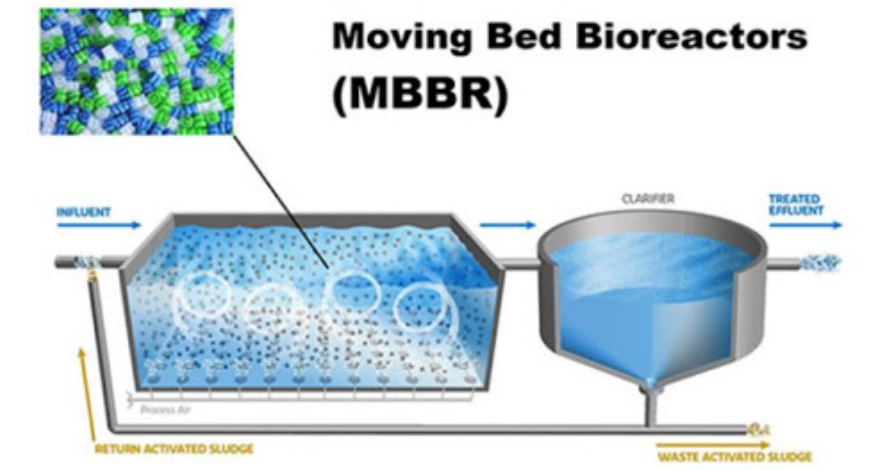 Moving Bed Bioreactors
(MBBR)
INFLUENT
CLARIFIER
TREATED
EFFLUENT
Process Air
RETURN ACTIVATED SLUDGE
WASTE ACTIVATED SLUDGE